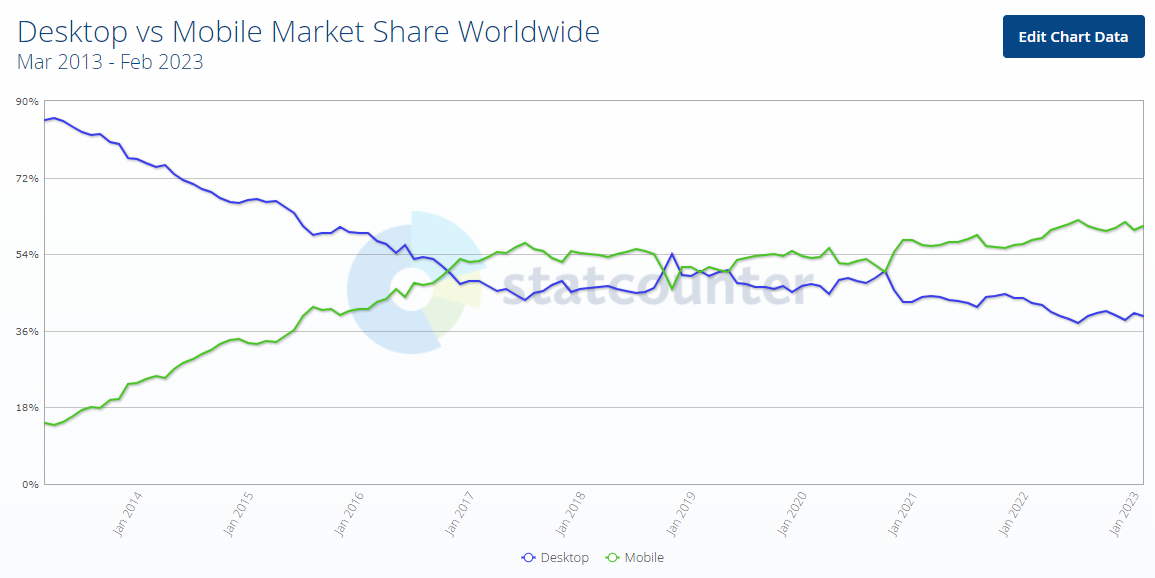 Desktop vs Mobile Market Share Worldwide
Mar 2013 - Feb 2023
Edit Chart Data
90%
72%
54%
36%
18%
0%
statcounter
Jan 2014
Jan 2015
Jan 2016
Jan 2017
Jan 2018
Jan 2019
Jan 2020
Jan 2021
Jan 2022
Jan 2023
Desktop
Mobile